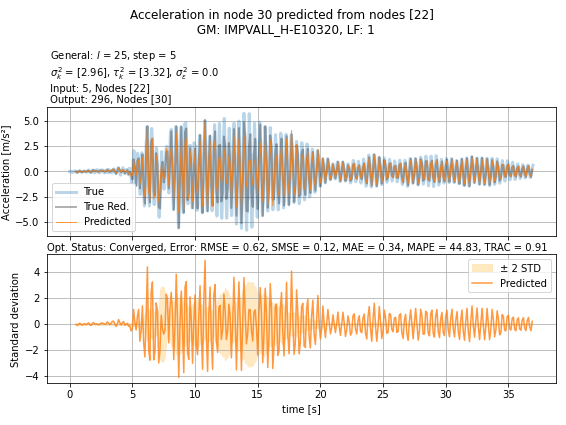 Acceleration in node 30 predicted from nodes [22]
GM: IMPVALL_H-E10320, LF: 1
General: l = 25, step = 5
σ²ₖ = [2.96], τ²ₖ = [3.32], σ²ε = 0.0
Input: 5, Nodes [22]
Output: 296, Nodes [30]
Acceleration [m/s²]
5.0
2.5
0.0
−2.5
−5.0
True
True Red.
Predicted
Opt. Status: Converged, Error: RMSE = 0.62, SMSE = 0.12, MAE = 0.34, MAPE = 44.83, TRAC = 0.91
Standard deviation
4
2
0
−2
−4
± 2 STD
Predicted
0 5 10 15 20 25 30 35
time [s]